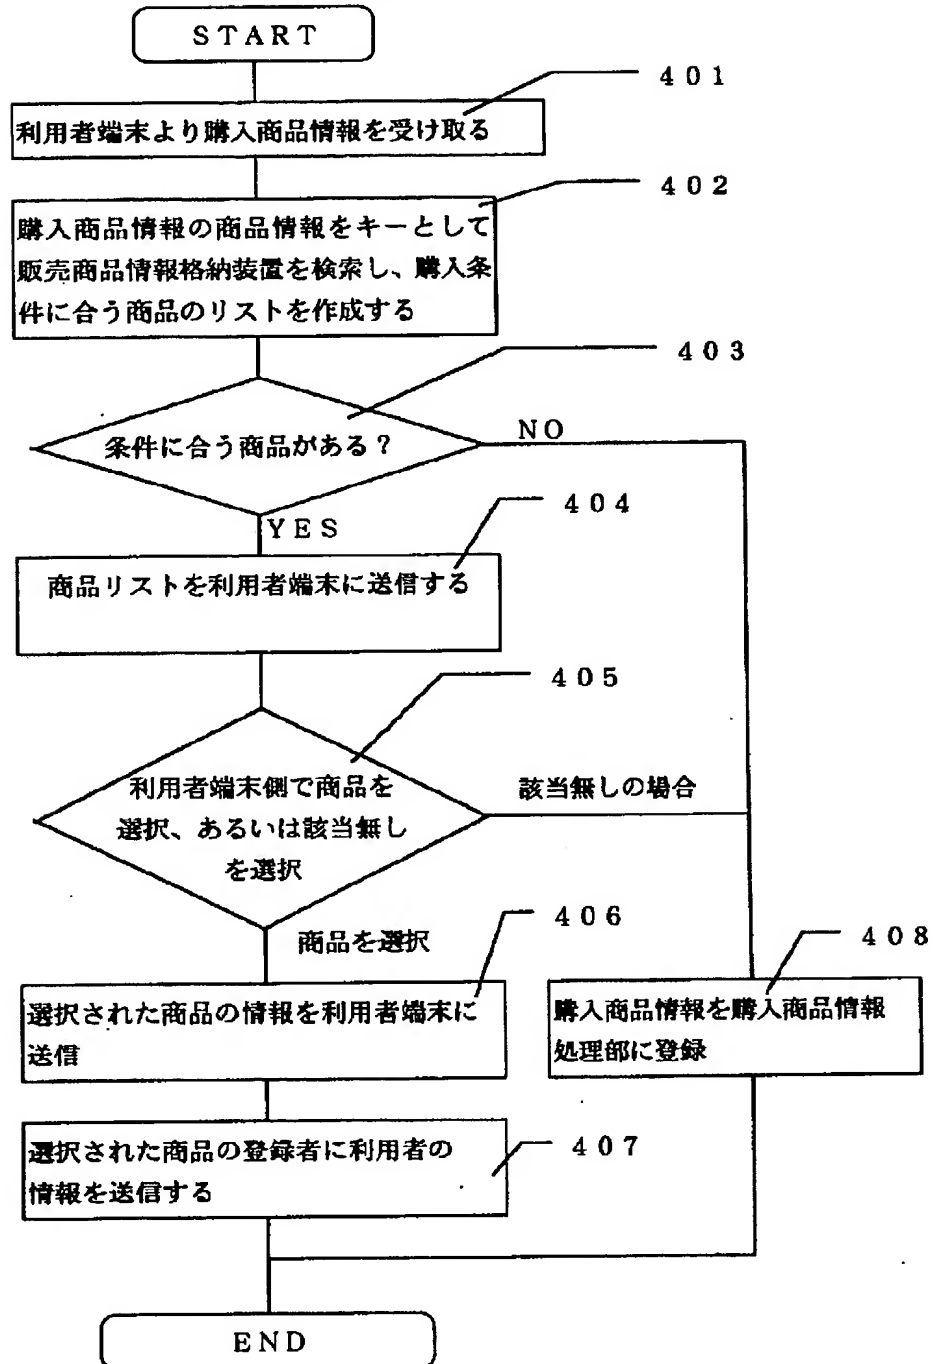 START
401
利用者端末より購入商品情報を受け取る
402
購入商品情報の商品情報をキーとして
販売商品情報格納装置を検索し、購入条
件に合う商品のリストを作成する
403
条件に合う商品がある？
NO
YES
404
商品リストを利用者端末に送信する
405
利用者端末側で商品を
選択、あるいは該当無し
を選択
該当無しの場合
商品を選択
406
選択された商品の情報を利用者端末に
送信
408
購入商品情報を購入商品情報
処理部に登録
407
選択された商品の登録者に利用者の
情報を送信する
END